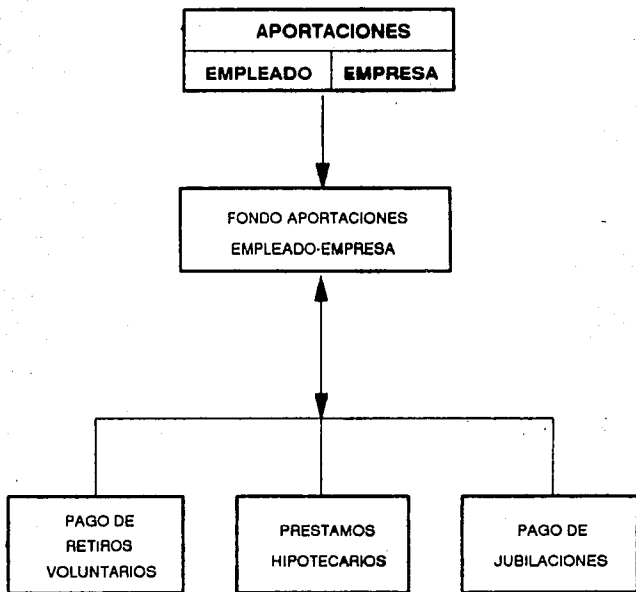 APORTACIONES
EMPLEADO EMPRESA
FONDO APORTACIONES
EMPLEADO-EMPRESA
PAGO DE
RETIROS
VOLUNTARIOS
PRESTAMOS
HIPOTECARIOS
PAGO DE
JUBILACIONES